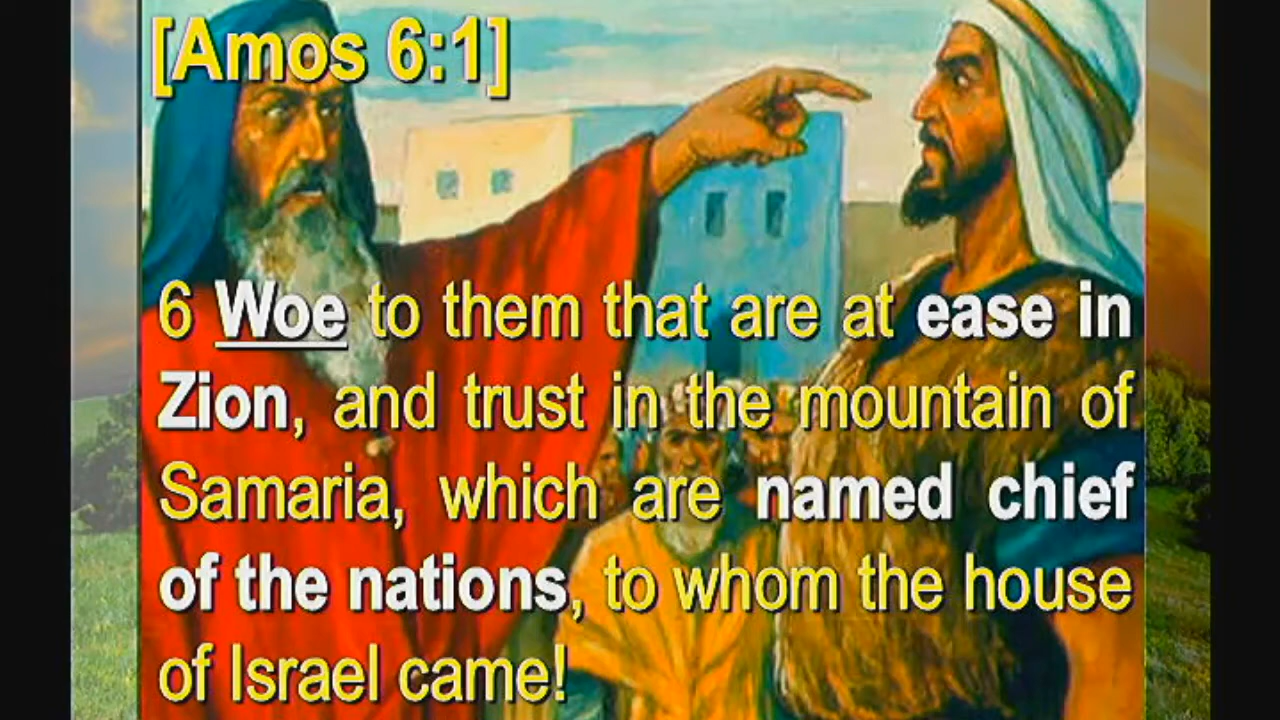 [Amos 6:1]
6 Woe to them that are at ease in
Zion, and trust in the mountain of
Samaria, which are named chief
of the nations, to whom the house
of Israel came!